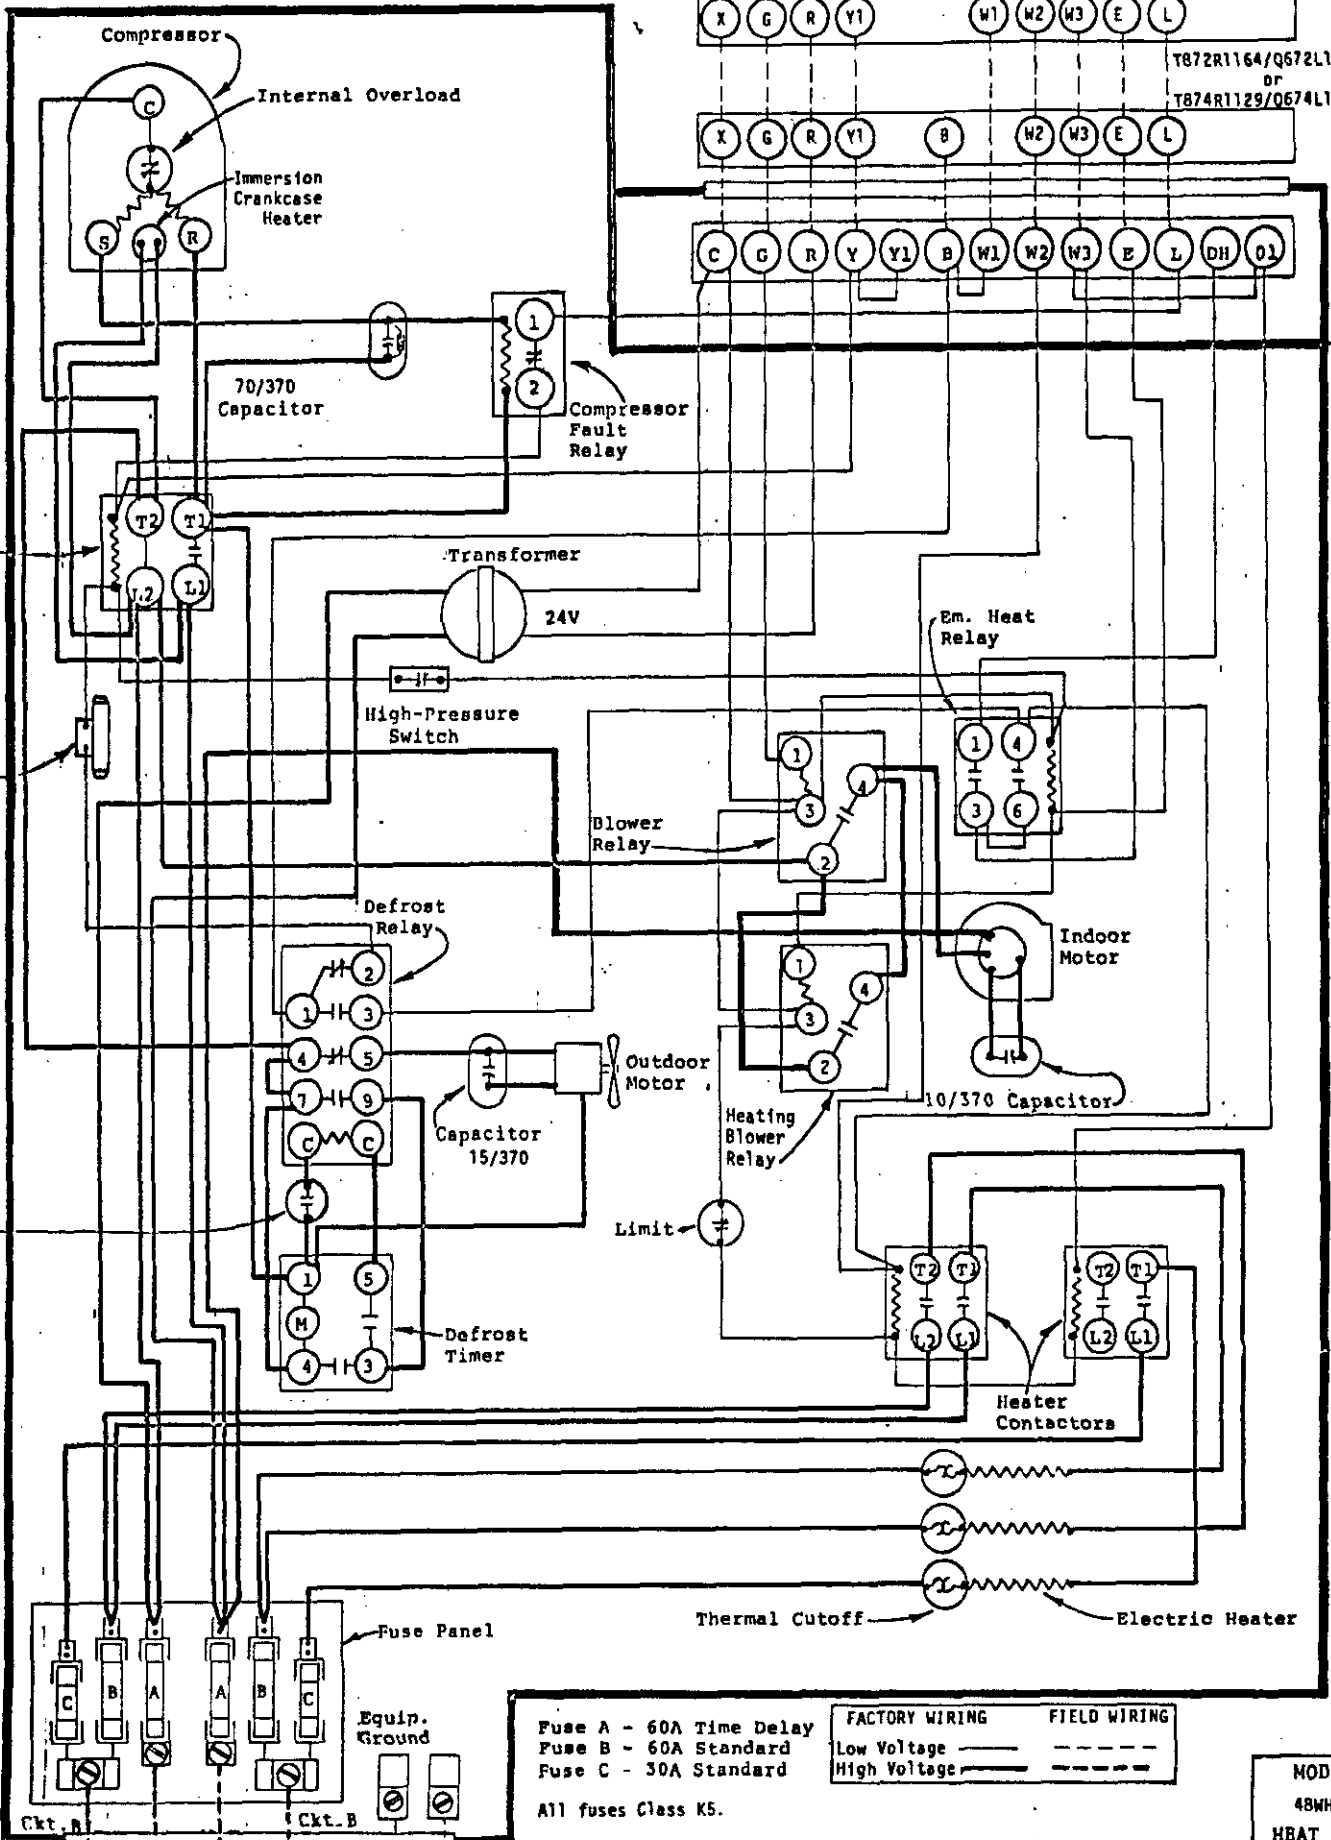 X G R Y1 W1 W2 W3 E L
T872R1164/Q672L1
or
T874R1129/Q674L1
X G R Y1 B W2 W3 E L
C G R Y Y1 B W1 W2 W3 E L DH O1
Compressor
C
Internal Overload
Immersion
Crankcase
Heater
S R
70/370
Capacitor
1
2
Compressor
Fault
Relay
T2 T1
L2 L1
Transformer
24V
High-Pressure
Switch
Em. Heat
Relay
1 4
3 6
Blower
Relay
1
4
3
2
Defrost
Relay
2
1 3
4 5
7 9
C C
Capacitor
15/370
Outdoor
Motor
Indoor
Motor
10/370 Capacitor
1
4
3
2
Heating
Blower
Relay
Limit
1 5
M
4 3
Defrost
Timer
T2 T1
L2 L1
T2 T1
L2 L1
Heater
Contactors
Thermal Cutoff
Electric Heater
Fuse Panel
C B A A B C
Equip.
Ground
Ckt. B
Ckt. B
Fuse A - 60A Time Delay
Fuse B - 60A Standard
Fuse C - 30A Standard
All fuses Class K5.
FACTORY WIRING FIELD WIRING
Low Voltage
High Voltage
MOD
48WH
HEAT